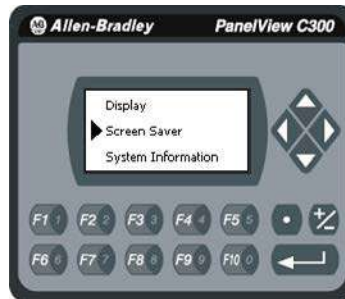 Allen-Bradley PanelView C300
Display
Screen Saver
System Information
F1 1 F2 2 F3 3 F4 4 F5 5 • +/-
F6 6 F7 7 F8 8 F9 9 F10 0